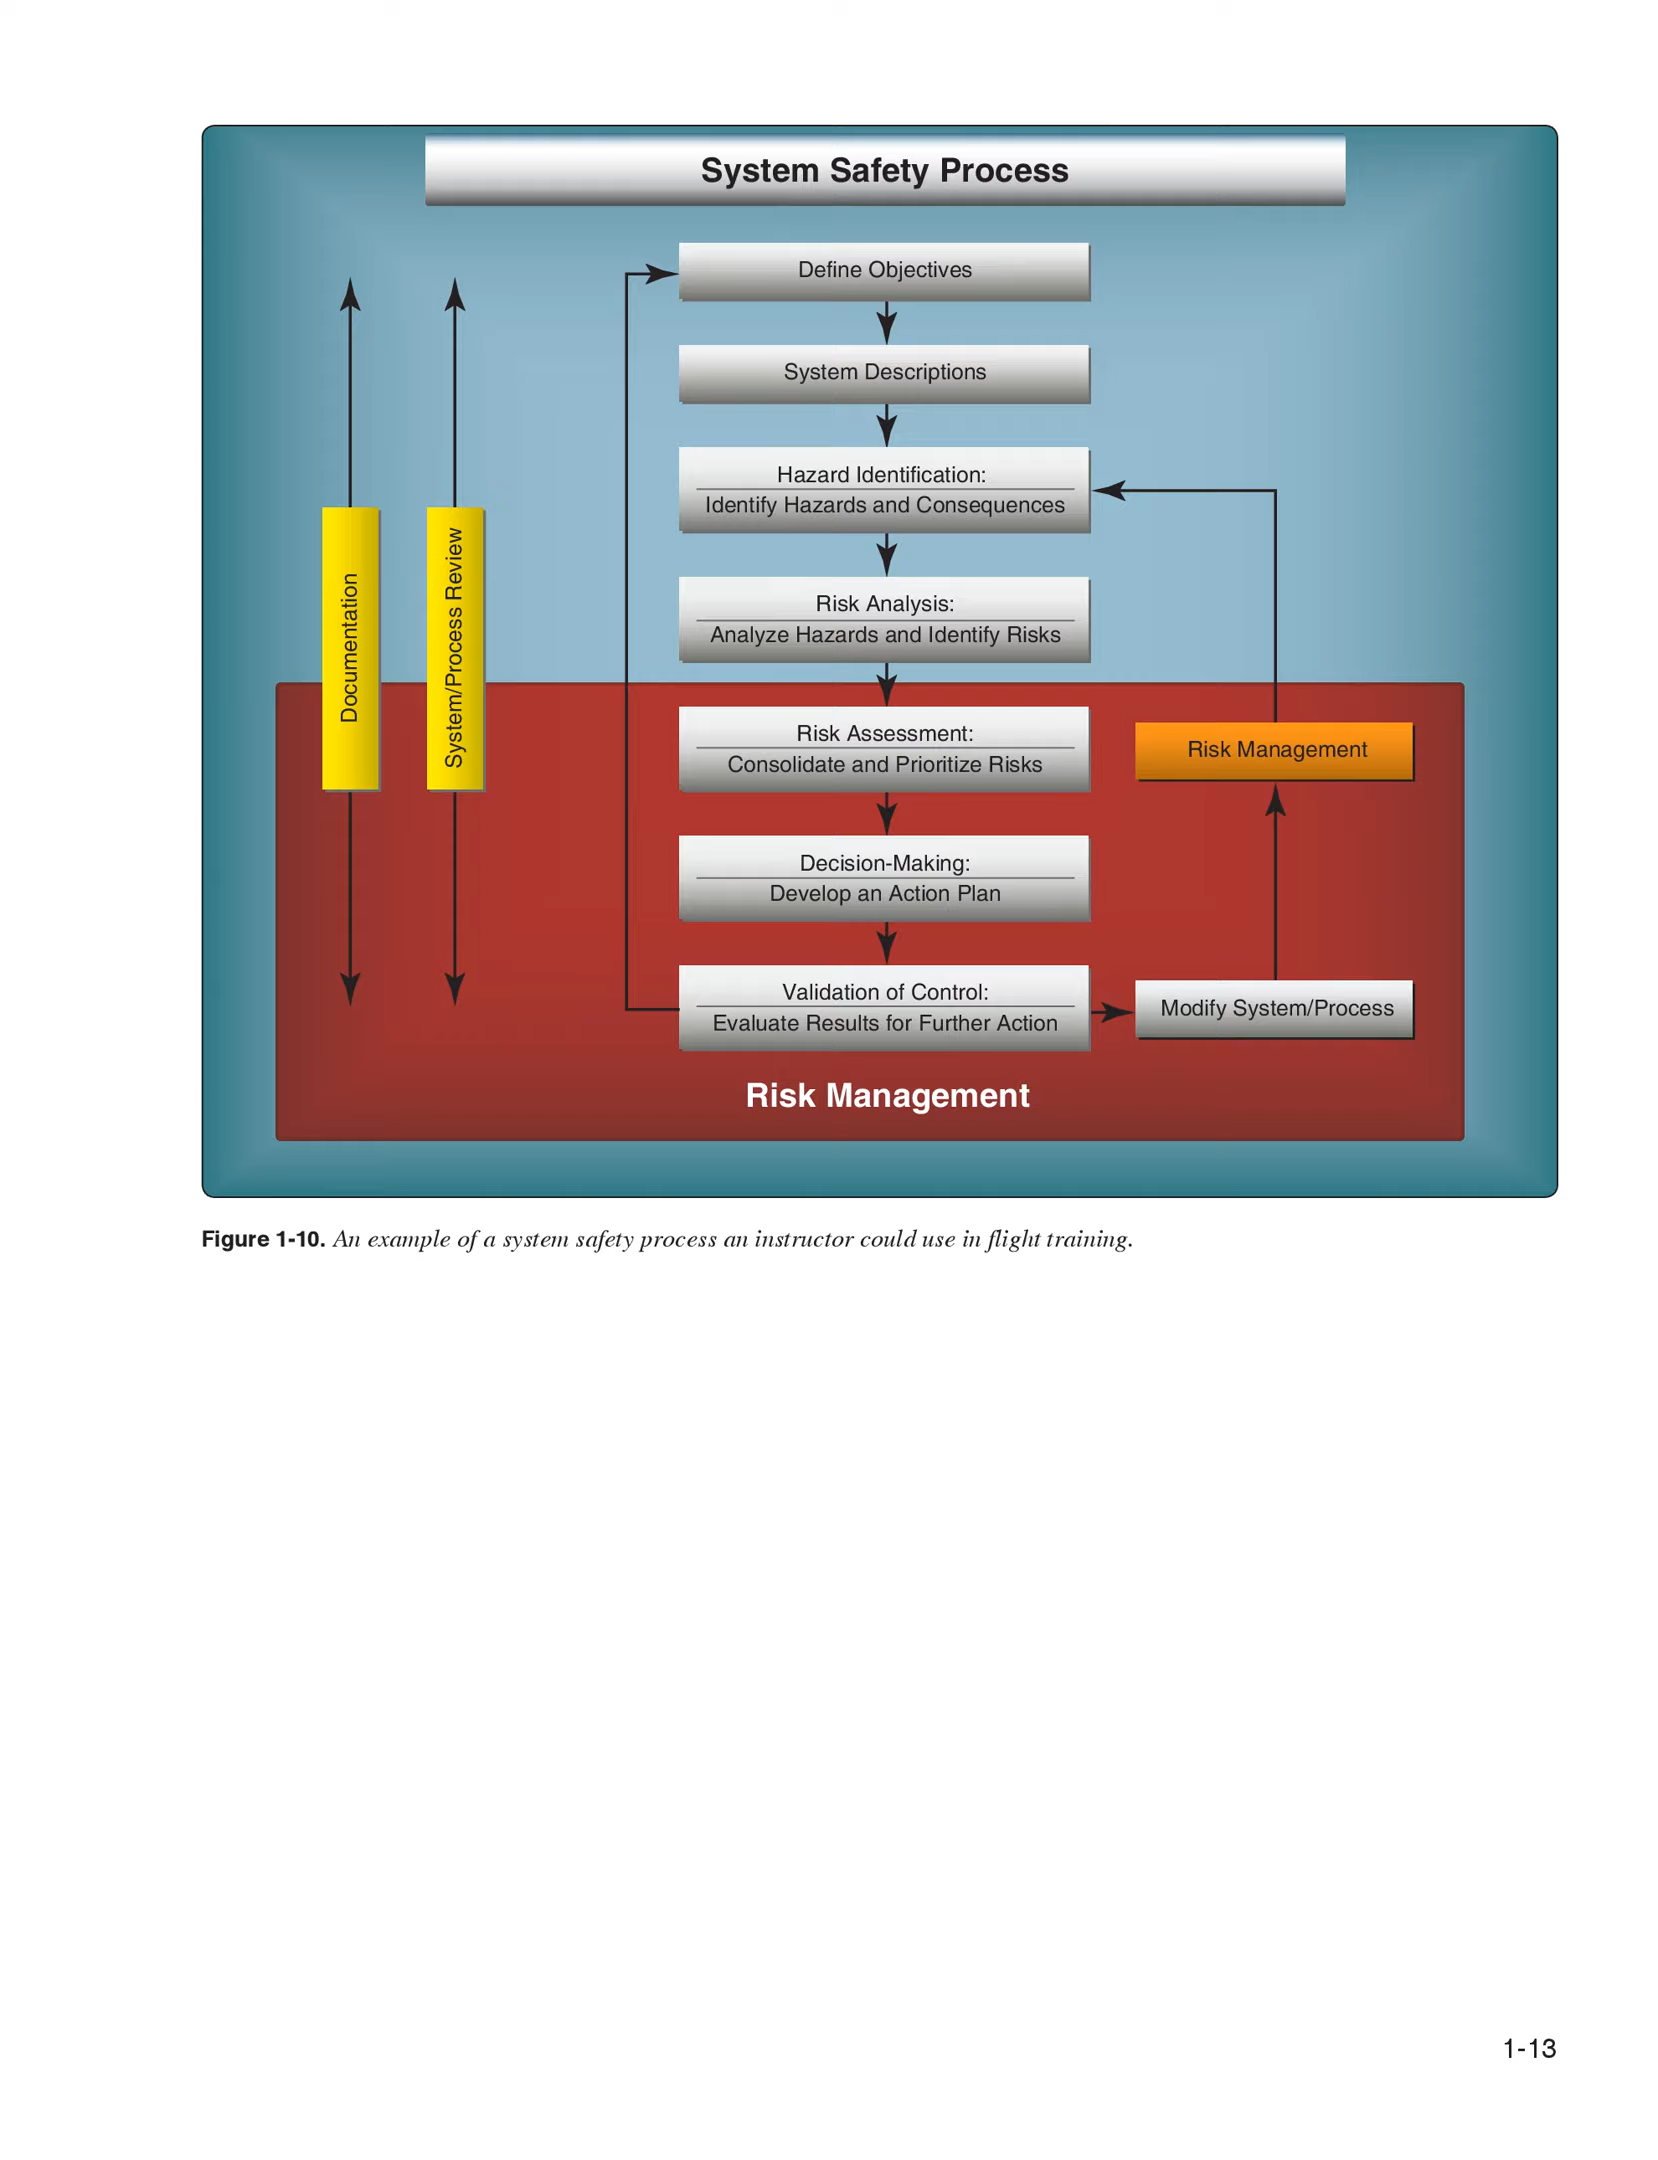 System Safety Process
Define Objectives
System Descriptions
Hazard Identification:
Identify Hazards and Consequences
Risk Analysis:
Analyze Hazards and Identify Risks
Documentation
System/Process Review
Risk Assessment:
Consolidate and Prioritize Risks
Risk Management
Decision-Making:
Develop an Action Plan
Validation of Control:
Evaluate Results for Further Action
Modify System/Process
Risk Management
Figure 1-10. An example of a system safety process an instructor could use in flight training.
1-13